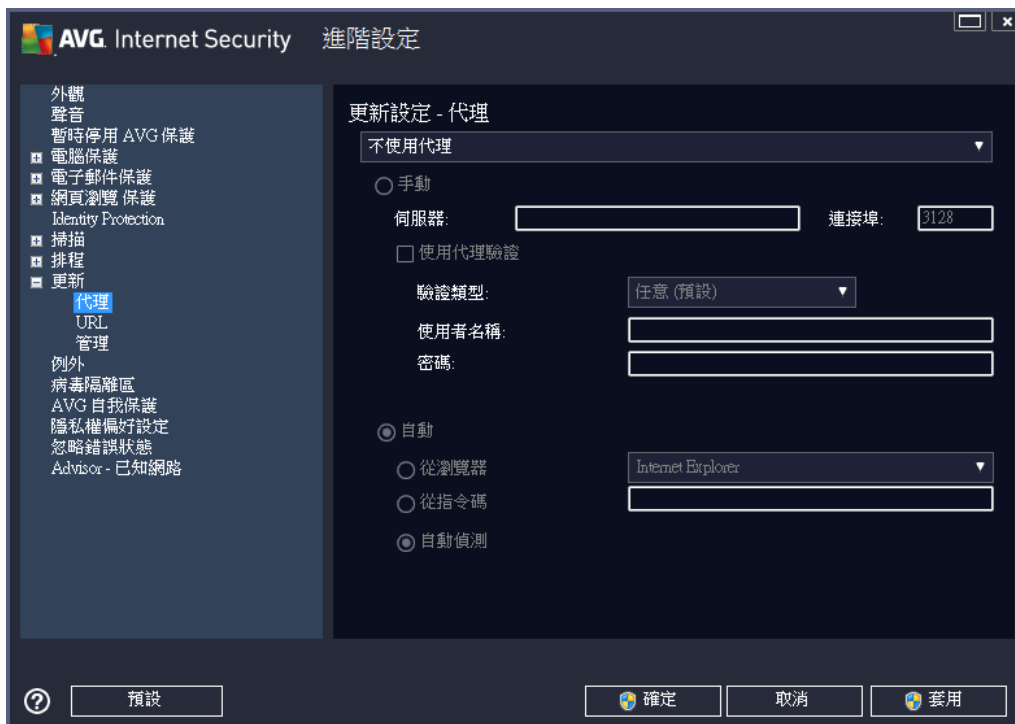 AVG. Internet Security 進階設定
外觀
聲音
暫時停用 AVG 保護
電腦保護
電子郵件保護
網頁瀏覽 保護
Identity Protection
掃描
排程
更新
代理
URL
管理
例外
病毒隔離區
AVG 自我保護
隱私權偏好設定
忽略錯誤狀態
Advisor - 已知網路
更新設定 - 代理
不使用代理
手動
伺服器: 連接埠: 3128
使用代理驗證
驗證類型: 任意 (預設)
使用者名稱:
密碼:
自動
從瀏覽器 Internet Explorer
從指令碼
自動偵測
預設 確定 取消 套用